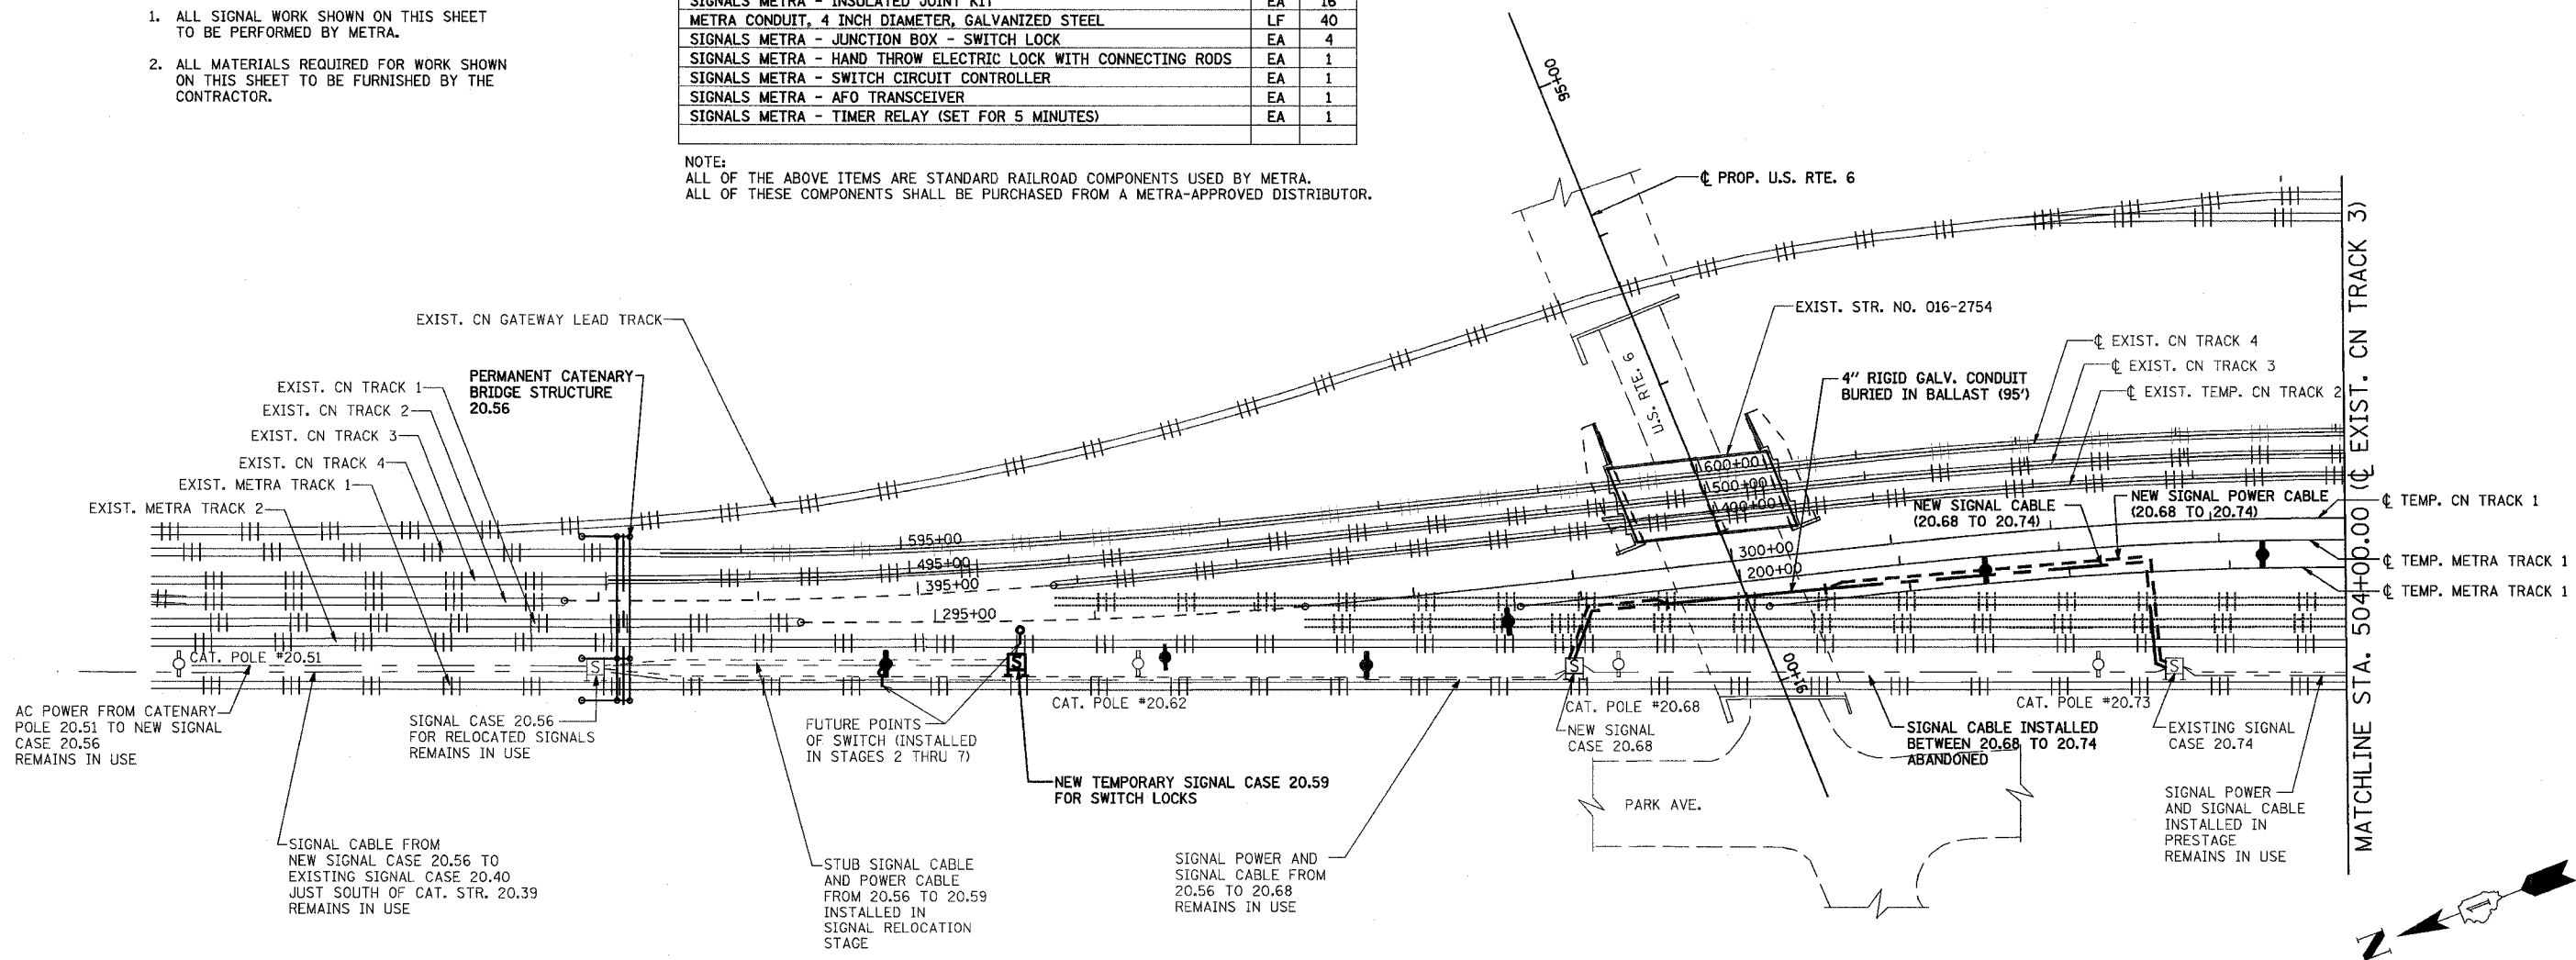 1. ALL SIGNAL WORK SHOWN ON THIS SHEET
TO BE PERFORMED BY METRA.
2. ALL MATERIALS REQUIRED FOR WORK SHOWN
ON THIS SHEET TO BE FURNISHED BY THE
CONTRACTOR.
SIGNALS METRA - INSULATED JOINT KIT EA 16
METRA CONDUIT, 4 INCH DIAMETER, GALVANIZED STEEL LF 40
SIGNALS METRA - JUNCTION BOX - SWITCH LOCK EA 4
SIGNALS METRA - HAND THROW ELECTRIC LOCK WITH CONNECTING RODS EA 1
SIGNALS METRA - SWITCH CIRCUIT CONTROLLER EA 1
SIGNALS METRA - AFO TRANSCEIVER EA 1
SIGNALS METRA - TIMER RELAY (SET FOR 5 MINUTES) EA 1
NOTE:
ALL OF THE ABOVE ITEMS ARE STANDARD RAILROAD COMPONENTS USED BY METRA.
ALL OF THESE COMPONENTS SHALL BE PURCHASED FROM A METRA-APPROVED DISTRIBUTOR.
95+00
℄ PROP. U.S. RTE. 6
EXIST. CN GATEWAY LEAD TRACK
EXIST. STR. NO. 016-2754
U.S. RTE. 6
℄ EXIST. CN TRACK 4
℄ EXIST. CN TRACK 3
℄ EXIST. TEMP. CN TRACK 2
4" RIGID GALV. CONDUIT
BURIED IN BALLAST (95')
PERMANENT CATENARY
BRIDGE STRUCTURE
20.56
EXIST. CN TRACK 1
EXIST. CN TRACK 2
EXIST. CN TRACK 3
EXIST. CN TRACK 4
EXIST. METRA TRACK 1
EXIST. METRA TRACK 2
600+00
500+00
400+00
300+00
200+00
595+00
495+00
395+00
295+00
NEW SIGNAL CABLE
(20.68 TO 20.74)
NEW SIGNAL POWER CABLE
(20.68 TO 20.74)
℄ TEMP. CN TRACK 1
℄ TEMP. METRA TRACK 1
℄ TEMP. METRA TRACK 1
MATCHLINE STA. 504+00.00 (℄ EXIST. CN TRACK 3)
CAT. POLE #20.51
S
S
S
S
91+00
CAT. POLE #20.62
CAT. POLE #20.68
CAT. POLE #20.73
AC POWER FROM CATENARY
POLE 20.51 TO NEW SIGNAL
CASE 20.56
REMAINS IN USE
SIGNAL CASE 20.56
FOR RELOCATED SIGNALS
REMAINS IN USE
FUTURE POINTS
OF SWITCH (INSTALLED
IN STAGES 2 THRU 7)
NEW SIGNAL
CASE 20.68
SIGNAL CABLE INSTALLED
BETWEEN 20.68 TO 20.74
ABANDONED
EXISTING SIGNAL
CASE 20.74
NEW TEMPORARY SIGNAL CASE 20.59
FOR SWITCH LOCKS
PARK AVE.
SIGNAL POWER
AND SIGNAL CABLE
INSTALLED IN
PRESTAGE
REMAINS IN USE
SIGNAL CABLE FROM
NEW SIGNAL CASE 20.56 TO
EXISTING SIGNAL CASE 20.40
JUST SOUTH OF CAT. STR. 20.39
REMAINS IN USE
STUB SIGNAL CABLE
AND POWER CABLE
FROM 20.56 TO 20.59
INSTALLED IN
SIGNAL RELOCATION
STAGE
SIGNAL POWER AND
SIGNAL CABLE FROM
20.56 TO 20.68
REMAINS IN USE
N